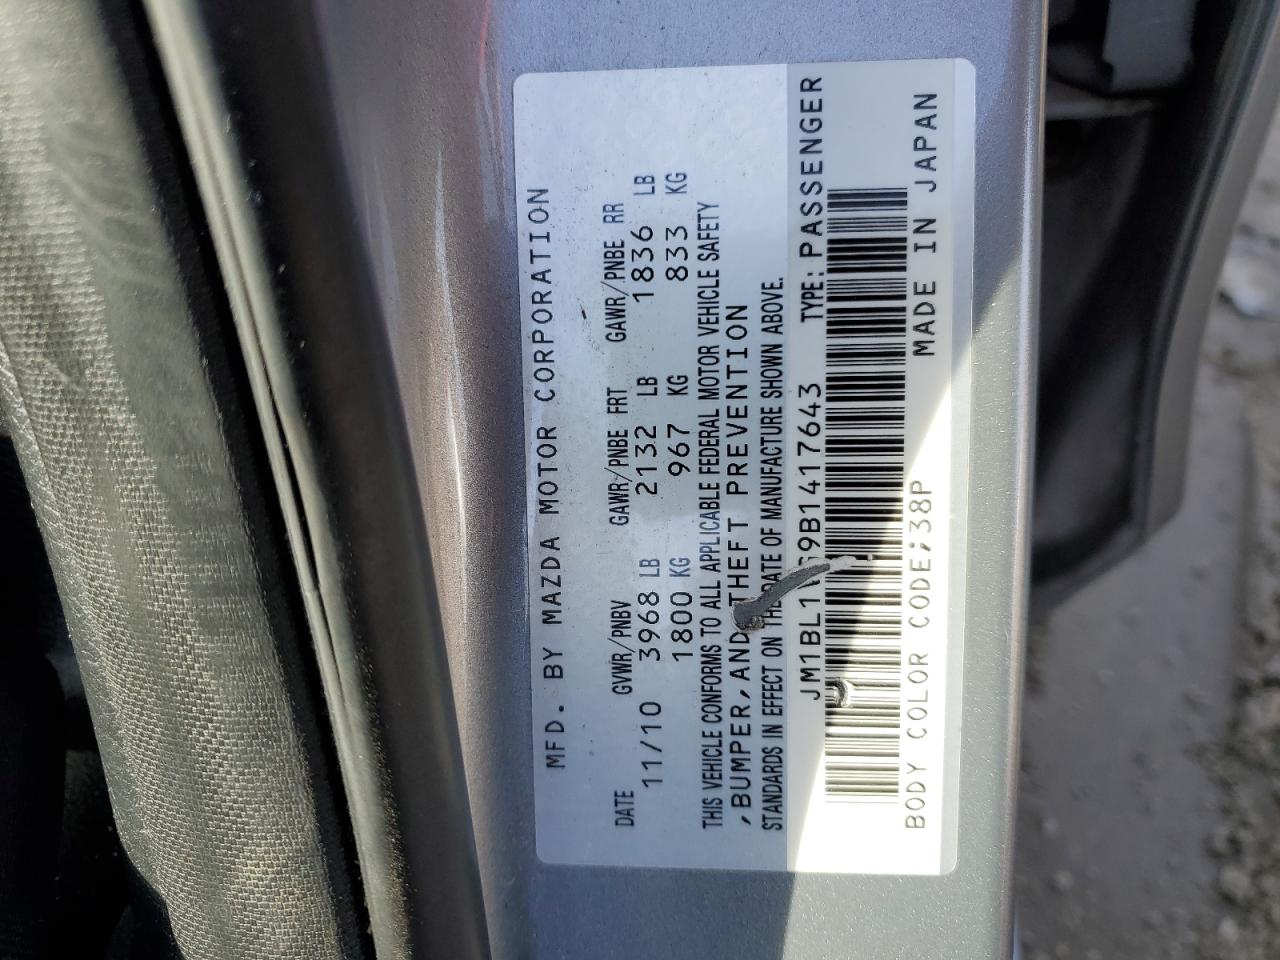 MFD. BY MAZDA MOTOR CORPORATION
DATE GVWR/PNBV GAWR/PNBE FRT GAWR/PNBE RR
11/10 3968 LB 2132 LB 1836 LB
1800 KG 967 KG 833 KG
THIS VEHICLE CONFORMS TO ALL APPLICABLE FEDERAL MOTOR VEHICLE SAFETY
,BUMPER, AND THEFT PREVENTION
STANDARDS IN EFFECT ON THE DATE OF MANUFACTURE SHOWN ABOVE.
TYPE: PASSENGER
BODY COLOR CODE;38P MADE IN JAPAN